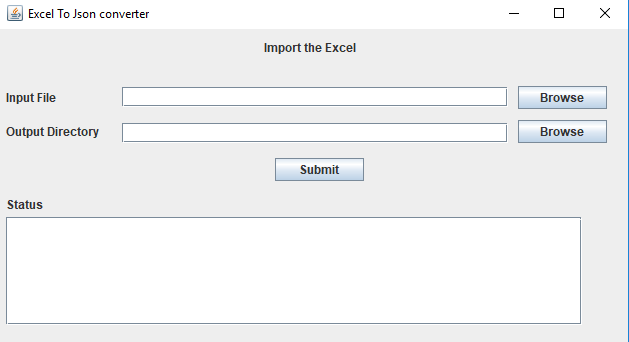 Excel To Json converter
Import the Excel
Input File
Browse
Output Directory
Browse
Submit
Status